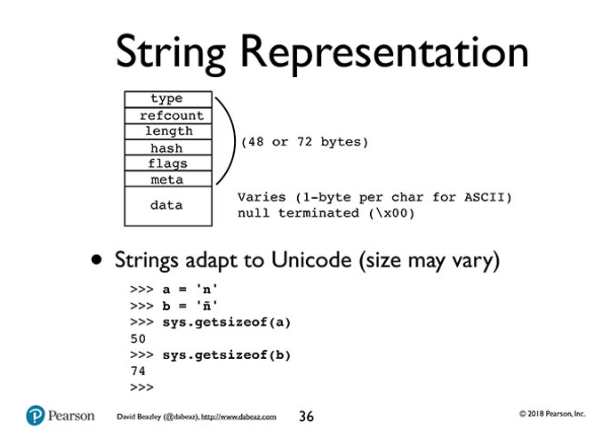 String Representation
type
refcount
length
hash
flags
meta
data
(48 or 72 bytes)
Varies (1-byte per char for ASCII)
null terminated (\x00)
• Strings adapt to Unicode (size may vary)
>>> a = 'n'
>>> b = 'ñ'
>>> sys.getsizeof(a)
50
>>> sys.getsizeof(b)
74
>>>
P Pearson
David Beazley (@dabeaz), http://www.dabeaz.com
36
© 2018 Pearson, Inc.